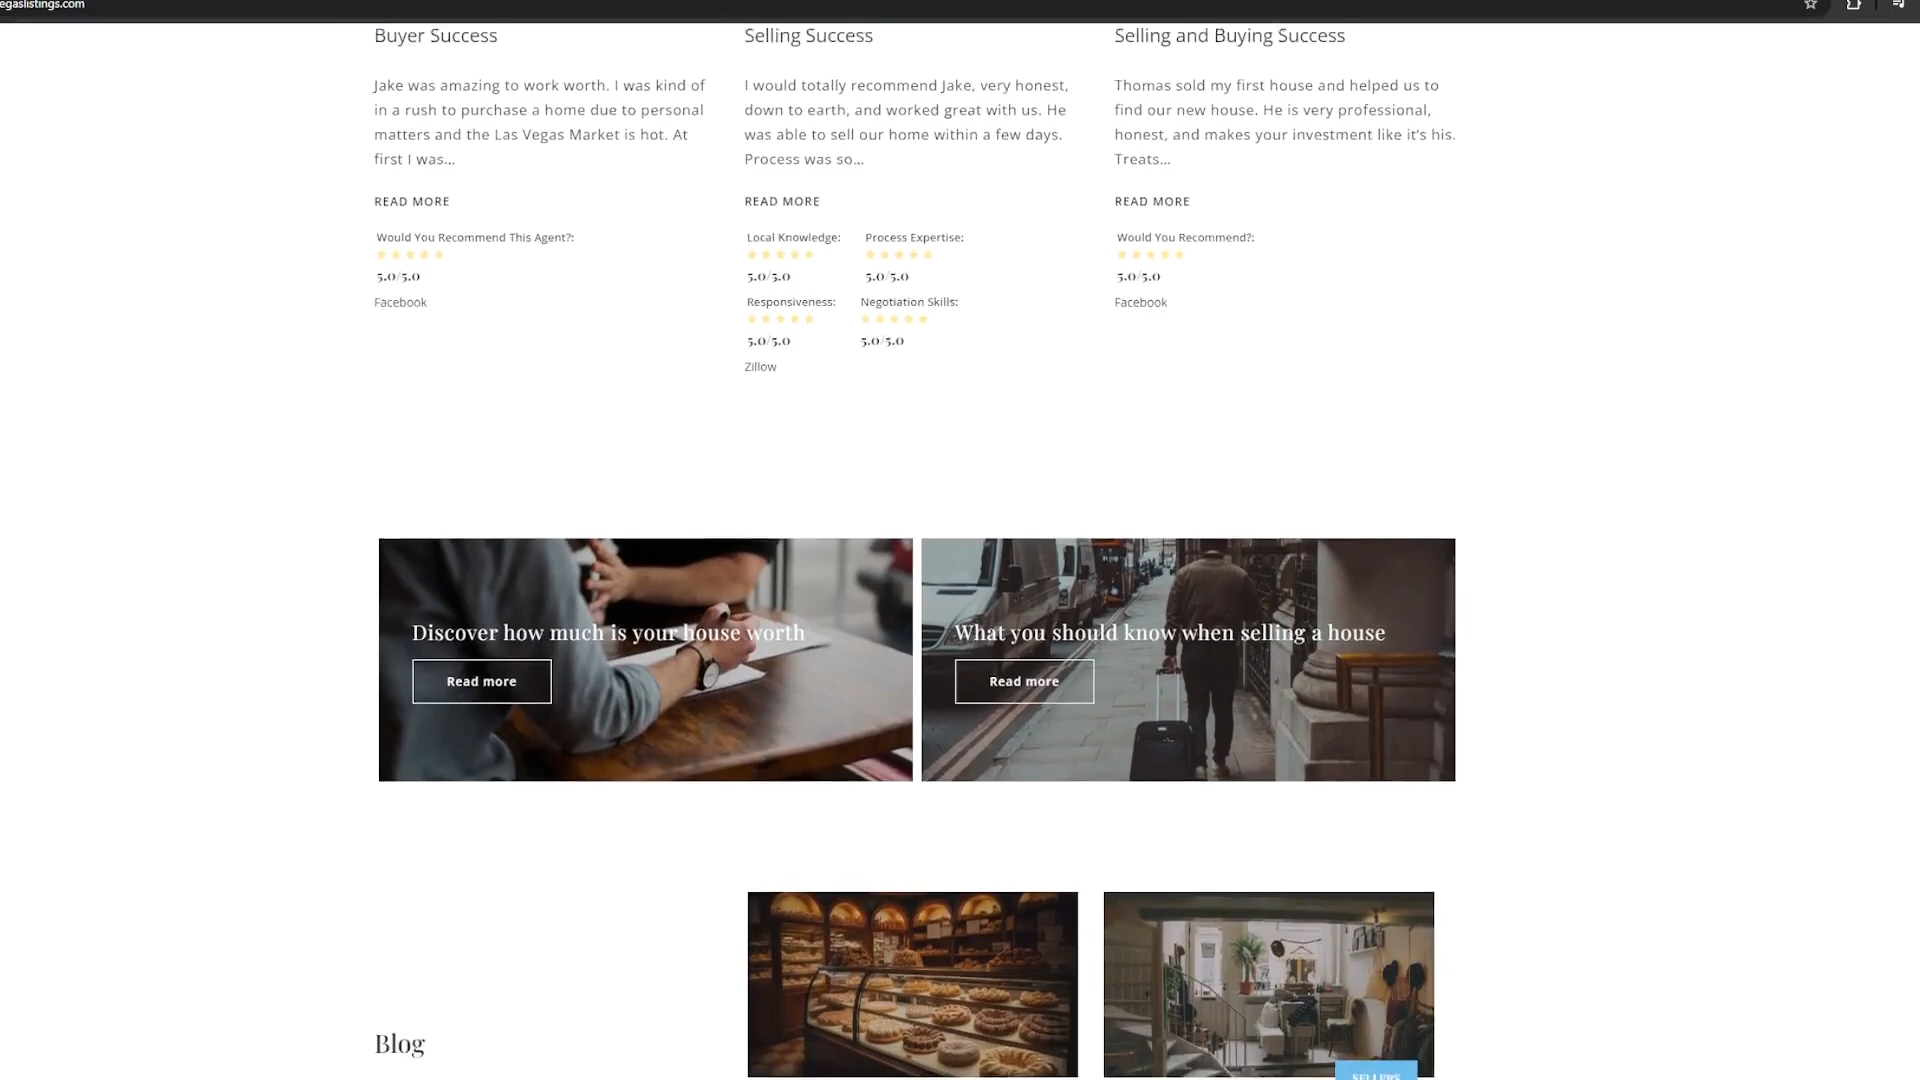 egaslistings.com
Buyer Success
Jake was amazing to work worth. I was kind of
in a rush to purchase a home due to personal
matters and the Las Vegas Market is hot. At
first I was...
READ MORE
Would You Recommend This Agent?:
5.0/5.0
Facebook
Selling Success
I would totally recommend Jake, very honest,
down to earth, and worked great with us. He
was able to sell our home within a few days.
Process was so...
READ MORE
Local Knowledge: Process Expertise:
5.0/5.0 5.0/5.0
Responsiveness: Negotiation Skills:
5.0/5.0 5.0/5.0
Zillow
Selling and Buying Success
Thomas sold my first house and helped us to
find our new house. He is very professional,
honest, and makes your investment like it’s his.
Treats...
READ MORE
Would You Recommend?:
5.0/5.0
Facebook
Discover how much is your house worth
Read more
What you should know when selling a house
Read more
Blog
SELLERS